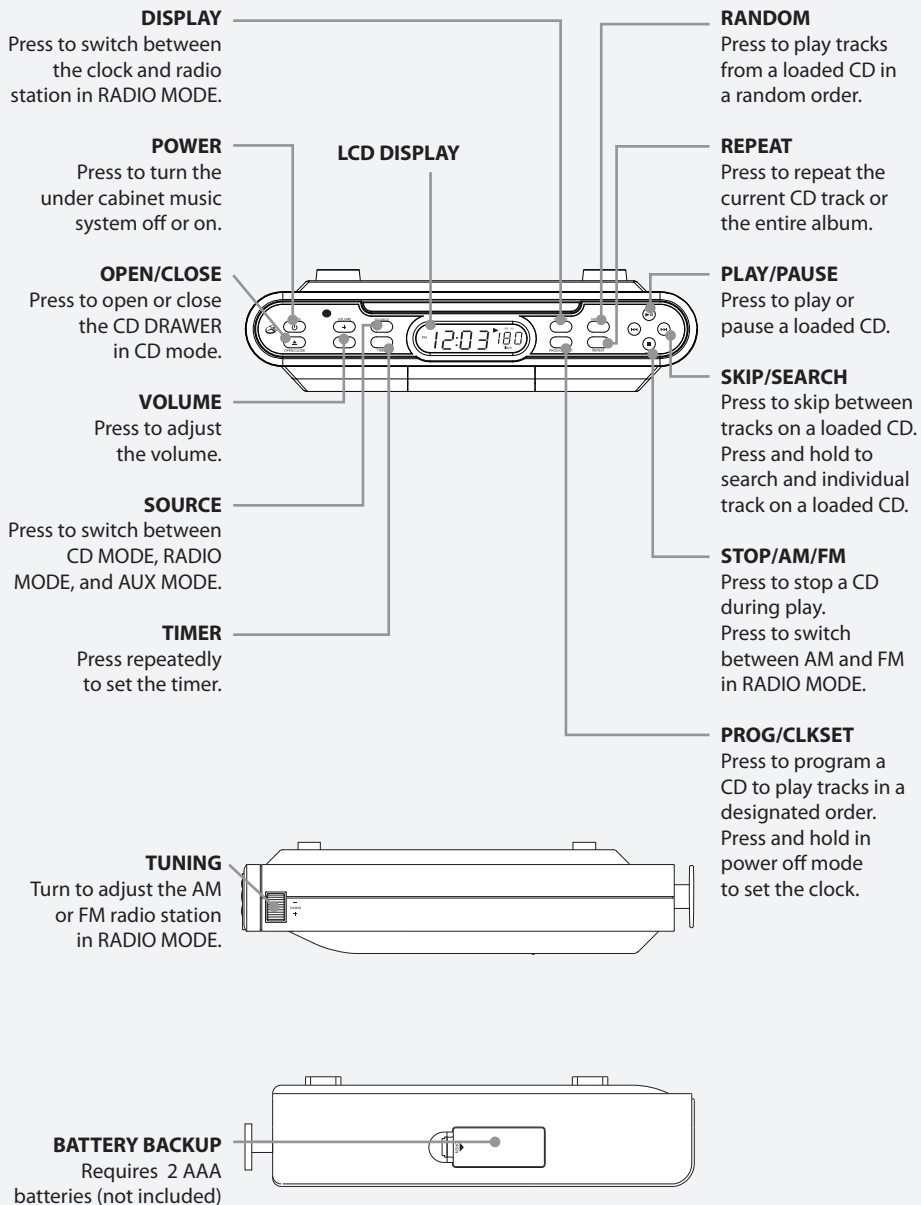 DISPLAY
Press to switch between
the clock and radio
station in RADIO MODE.
POWER
Press to turn the
under cabinet music
system off or on.
OPEN/CLOSE
Press to open or close
the CD DRAWER
in CD mode.
VOLUME
Press to adjust
the volume.
SOURCE
Press to switch between
CD MODE, RADIO
MODE, and AUX MODE.
TIMER
Press repeatedly
to set the timer.
LCD DISPLAY
VOLUME
OPEN/CLOSE
PM 12:03 180
REPEAT
RANDOM
Press to play tracks
from a loaded CD in
a random order.
REPEAT
Press to repeat the
current CD track or
the entire album.
PLAY/PAUSE
Press to play or
pause a loaded CD.
SKIP/SEARCH
Press to skip between
tracks on a loaded CD.
Press and hold to
search and individual
track on a loaded CD.
STOP/AM/FM
Press to stop a CD
during play.
Press to switch
between AM and FM
in RADIO MODE.
PROG/CLKSET
Press to program a
CD to play tracks in a
designated order.
Press and hold in
power off mode
to set the clock.
TUNING
Turn to adjust the AM
or FM radio station
in RADIO MODE.
TUNING
BATTERY BACKUP
Requires 2 AAA
batteries (not included)